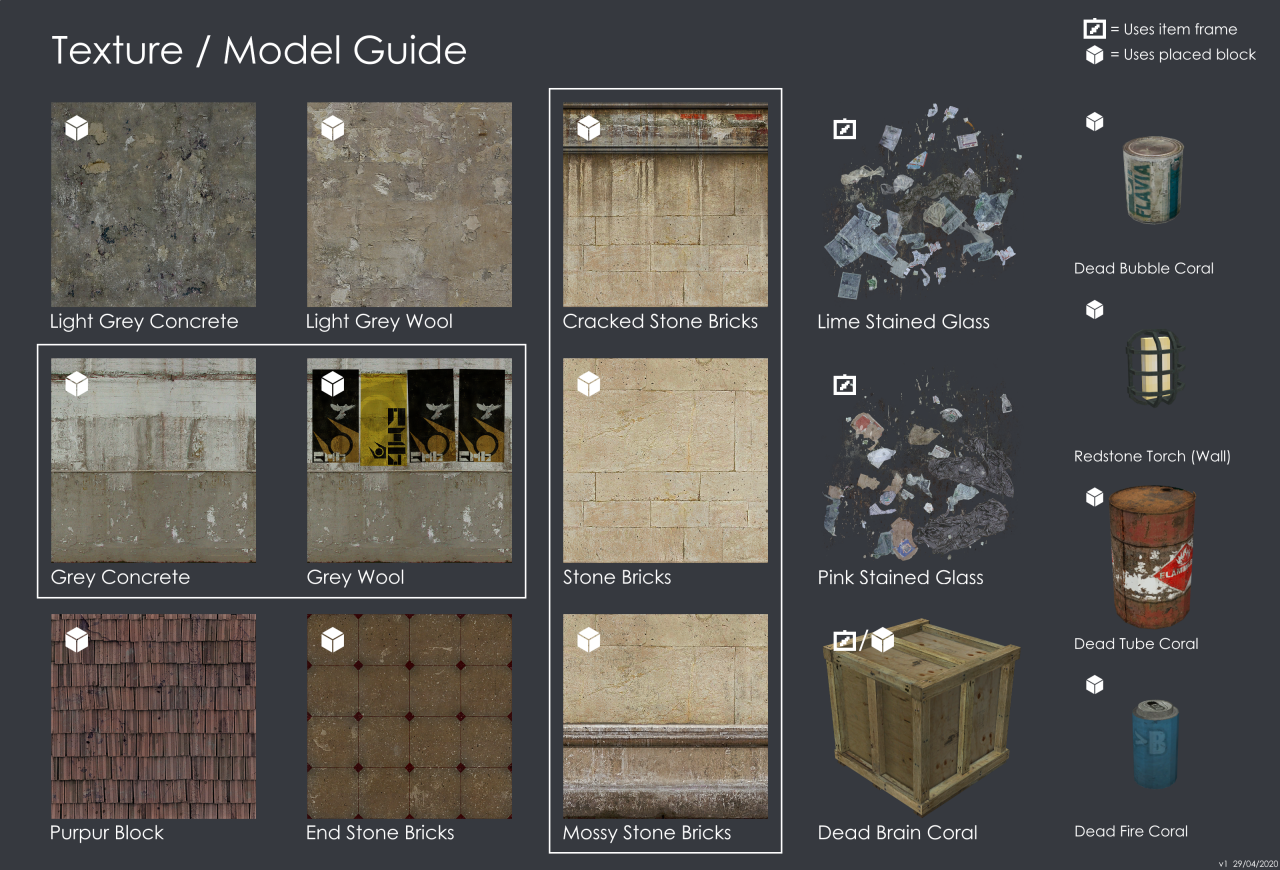 Texture / Model Guide
= Uses item frame
= Uses placed block
Light Grey Concrete
Light Grey Wool
Cracked Stone Bricks
Lime Stained Glass
FLAVIA
Dead Bubble Coral
Redstone Torch (Wall)
Grey Concrete
Grey Wool
Stone Bricks
Pink Stained Glass
Dead Tube Coral
Purpur Block
End Stone Bricks
Mossy Stone Bricks
/
Dead Brain Coral
B
Dead Fire Coral
v1 29/04/2020